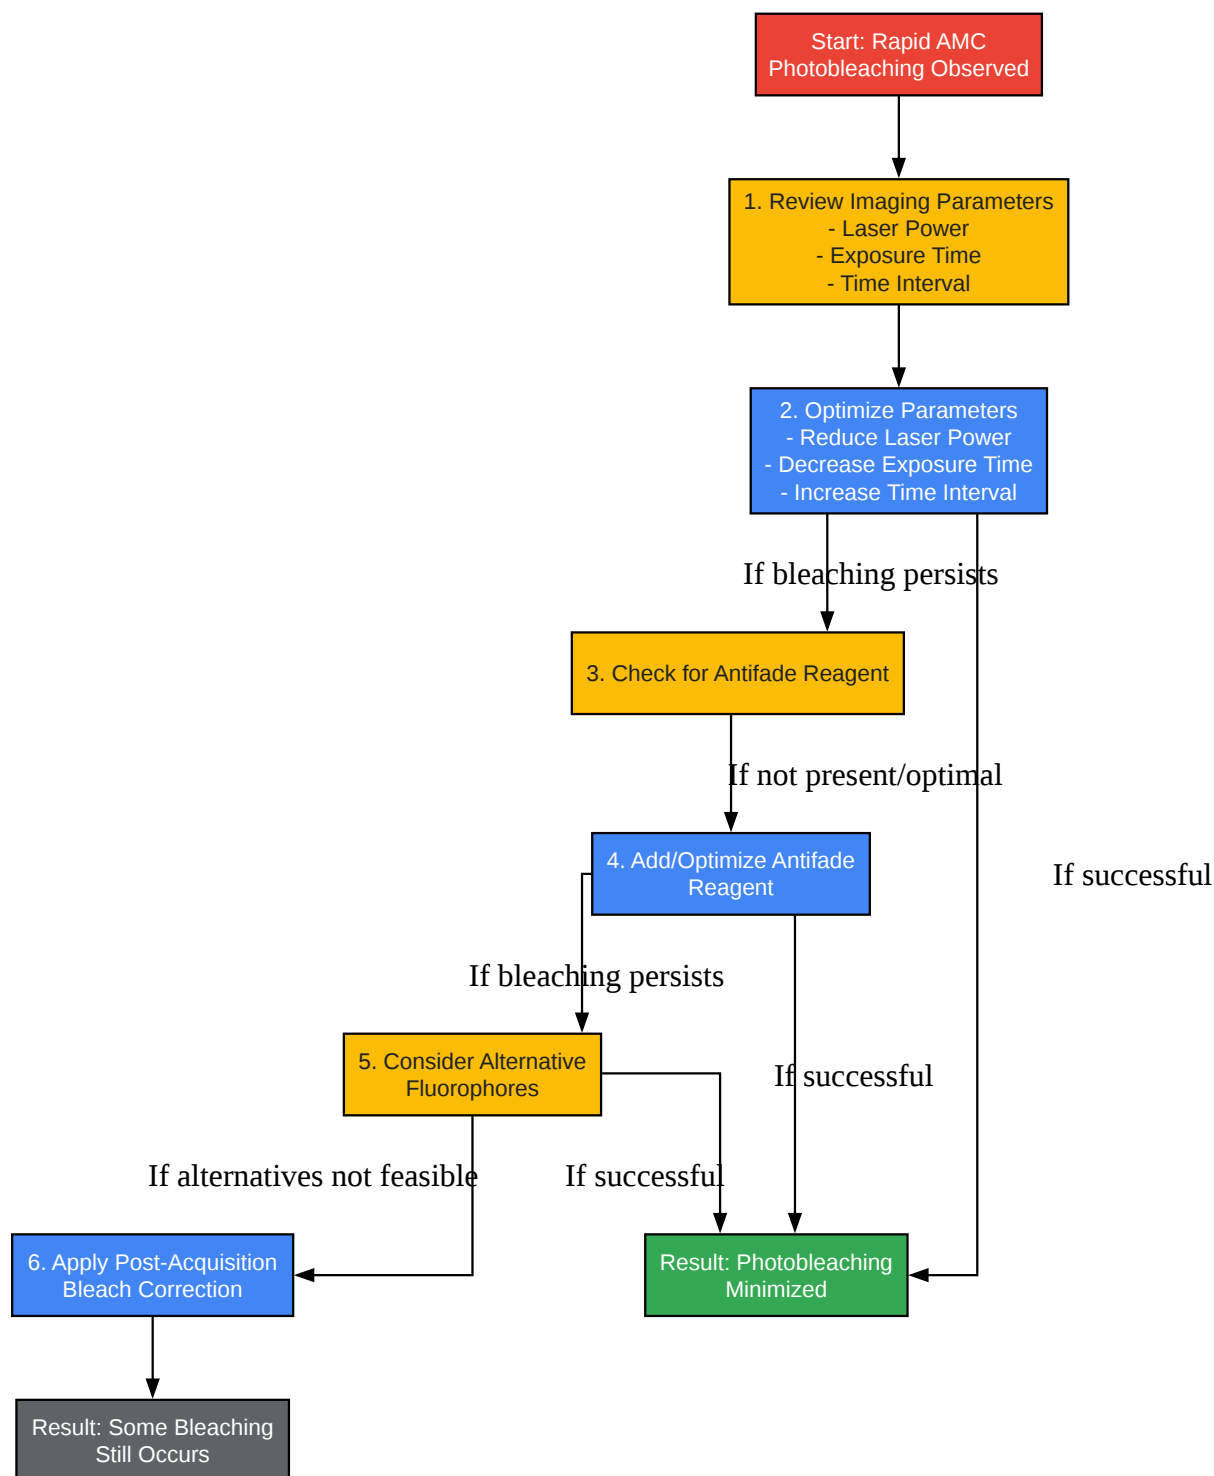 Start: Rapid AMC
Photobleaching Observed
1. Review Imaging Parameters
- Laser Power
- Exposure Time
- Time Interval
2. Optimize Parameters
- Reduce Laser Power
- Decrease Exposure Time
- Increase Time Interval
If bleaching persists
3. Check for Antifade Reagent
If not present/optimal
4. Add/Optimize Antifade
Reagent
If successful
If bleaching persists
5. Consider Alternative
Fluorophores
If successful
If alternatives not feasible
If successful
6. Apply Post-Acquisition
Bleach Correction
Result: Photobleaching
Minimized
Result: Some Bleaching
Still Occurs